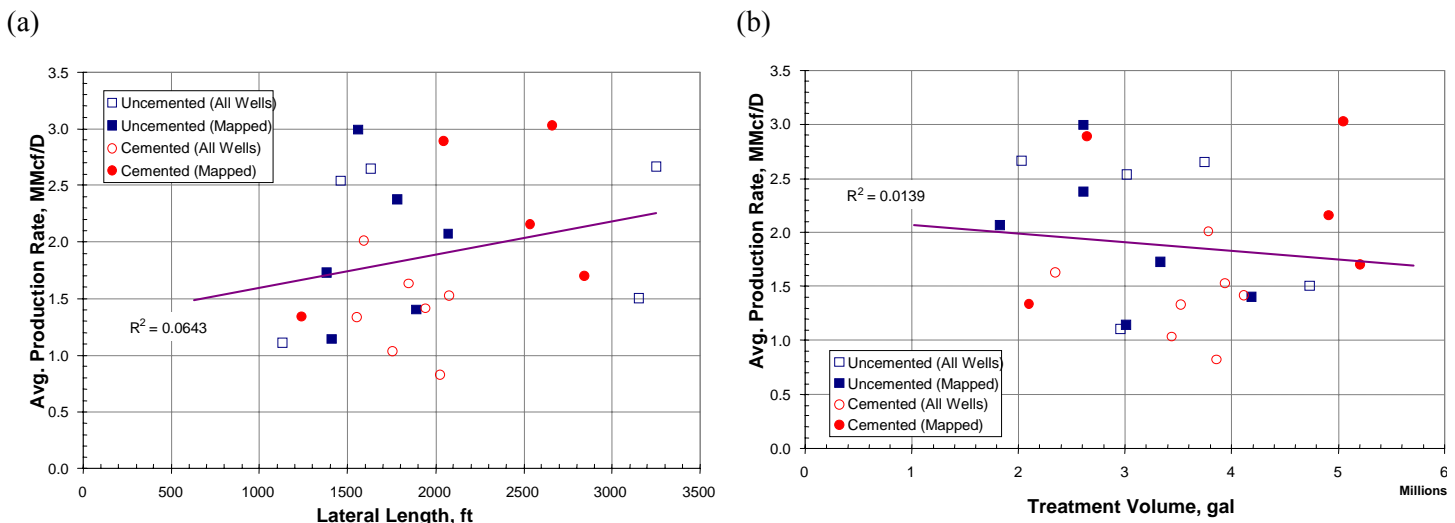 (a)
Avg. Production Rate, MMcf/D
3.5
3.0
2.5
2.0
1.5
1.0
0.5
0.0
Uncemented (All Wells)
Uncemented (Mapped)
Cemented (All Wells)
Cemented (Mapped)
R² = 0.0643
0 500 1000 1500 2000 2500 3000 3500
Lateral Length, ft
(b)
Avg. Production Rate, MMcf/D
3.5
3.0
2.5
2.0
1.5
1.0
0.5
0.0
R² = 0.0139
Uncemented (All Wells)
Uncemented (Mapped)
Cemented (All Wells)
Cemented (Mapped)
0 1 2 3 4 5 6
Millions
Treatment Volume, gal